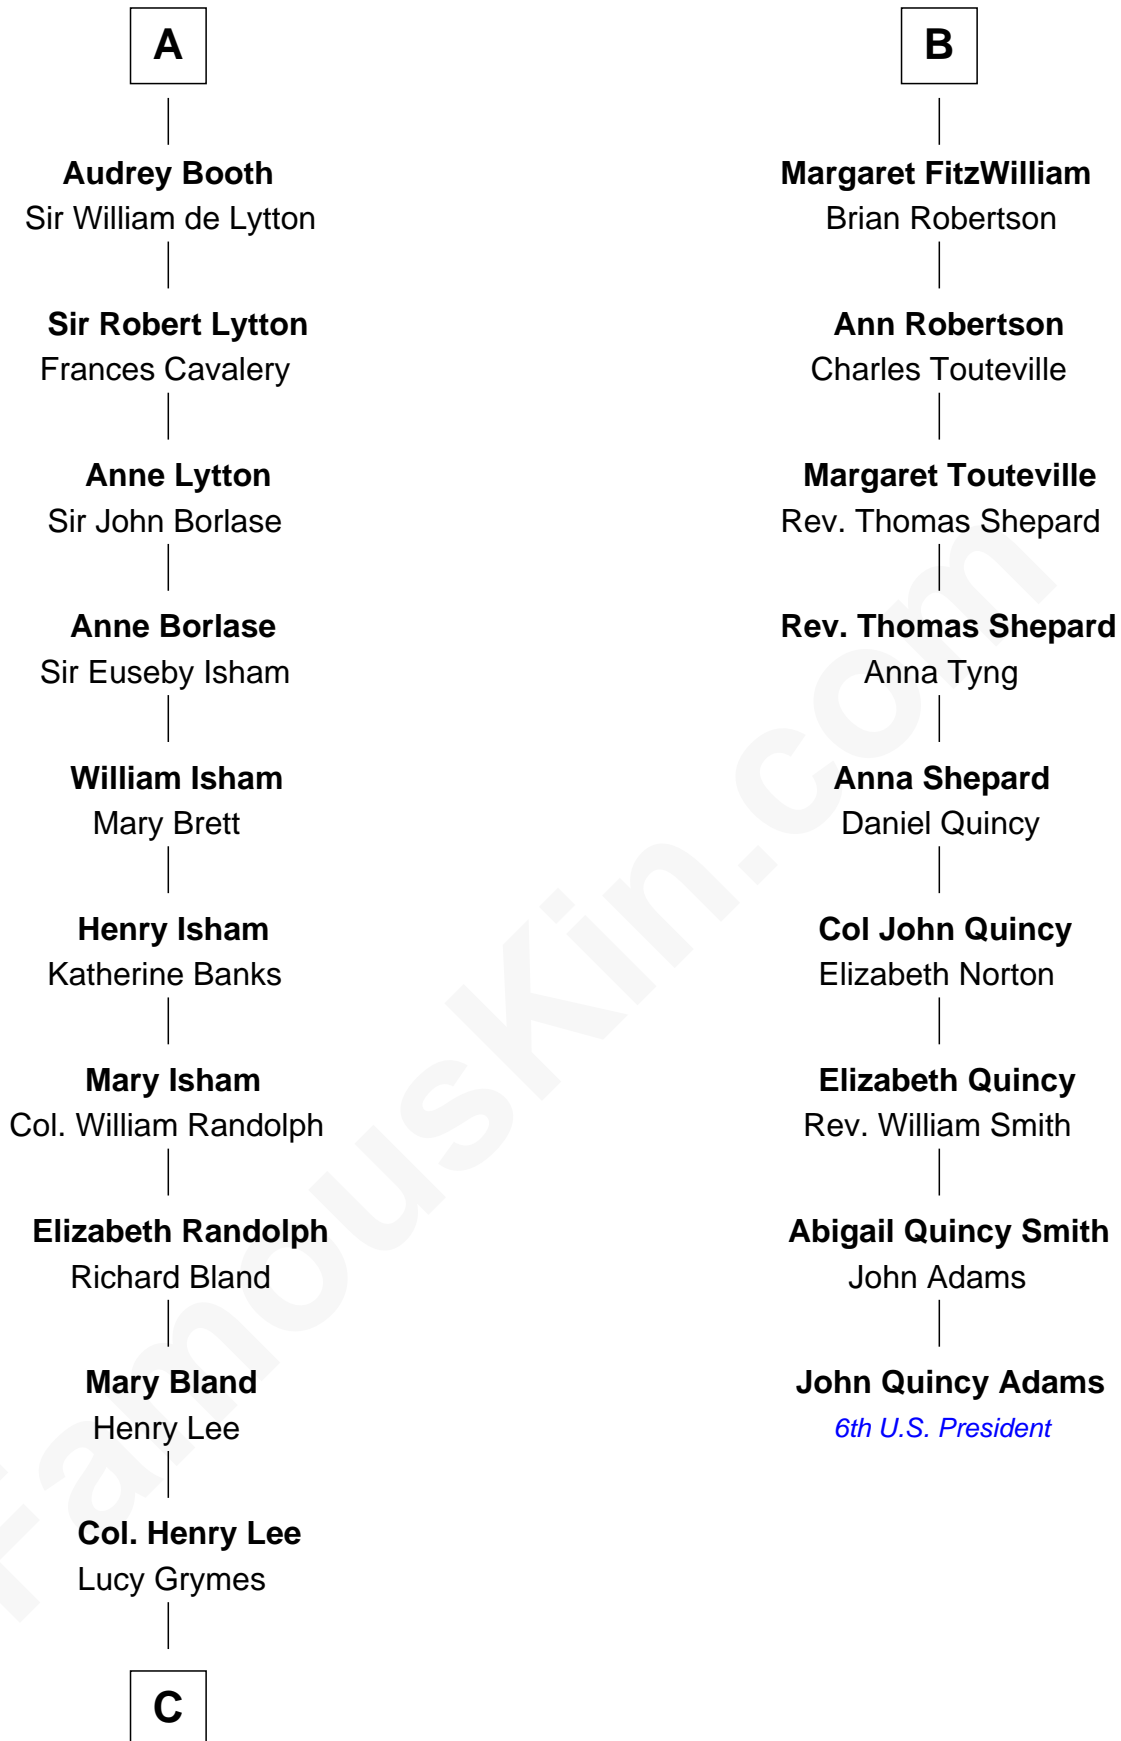 A
Audrey Booth
Sir William de Lytton
Sir Robert Lytton
Frances Cavalery
Anne Lytton
Sir John Borlase
Anne Borlase
Sir Euseby Isham
William Isham
Mary Brett
Henry Isham
Katherine Banks
Mary Isham
Col. William Randolph
Elizabeth Randolph
Richard Bland
Mary Bland
Henry Lee
Col. Henry Lee
Lucy Grymes
C
B
Margaret FitzWilliam
Brian Robertson
Ann Robertson
Charles Touteville
Margaret Touteville
Rev. Thomas Shepard
Rev. Thomas Shepard
Anna Tyng
Anna Shepard
Daniel Quincy
Col John Quincy
Elizabeth Norton
Elizabeth Quincy
Rev. William Smith
Abigail Quincy Smith
John Adams
John Quincy Adams
6th U.S. President
FamousKin.com